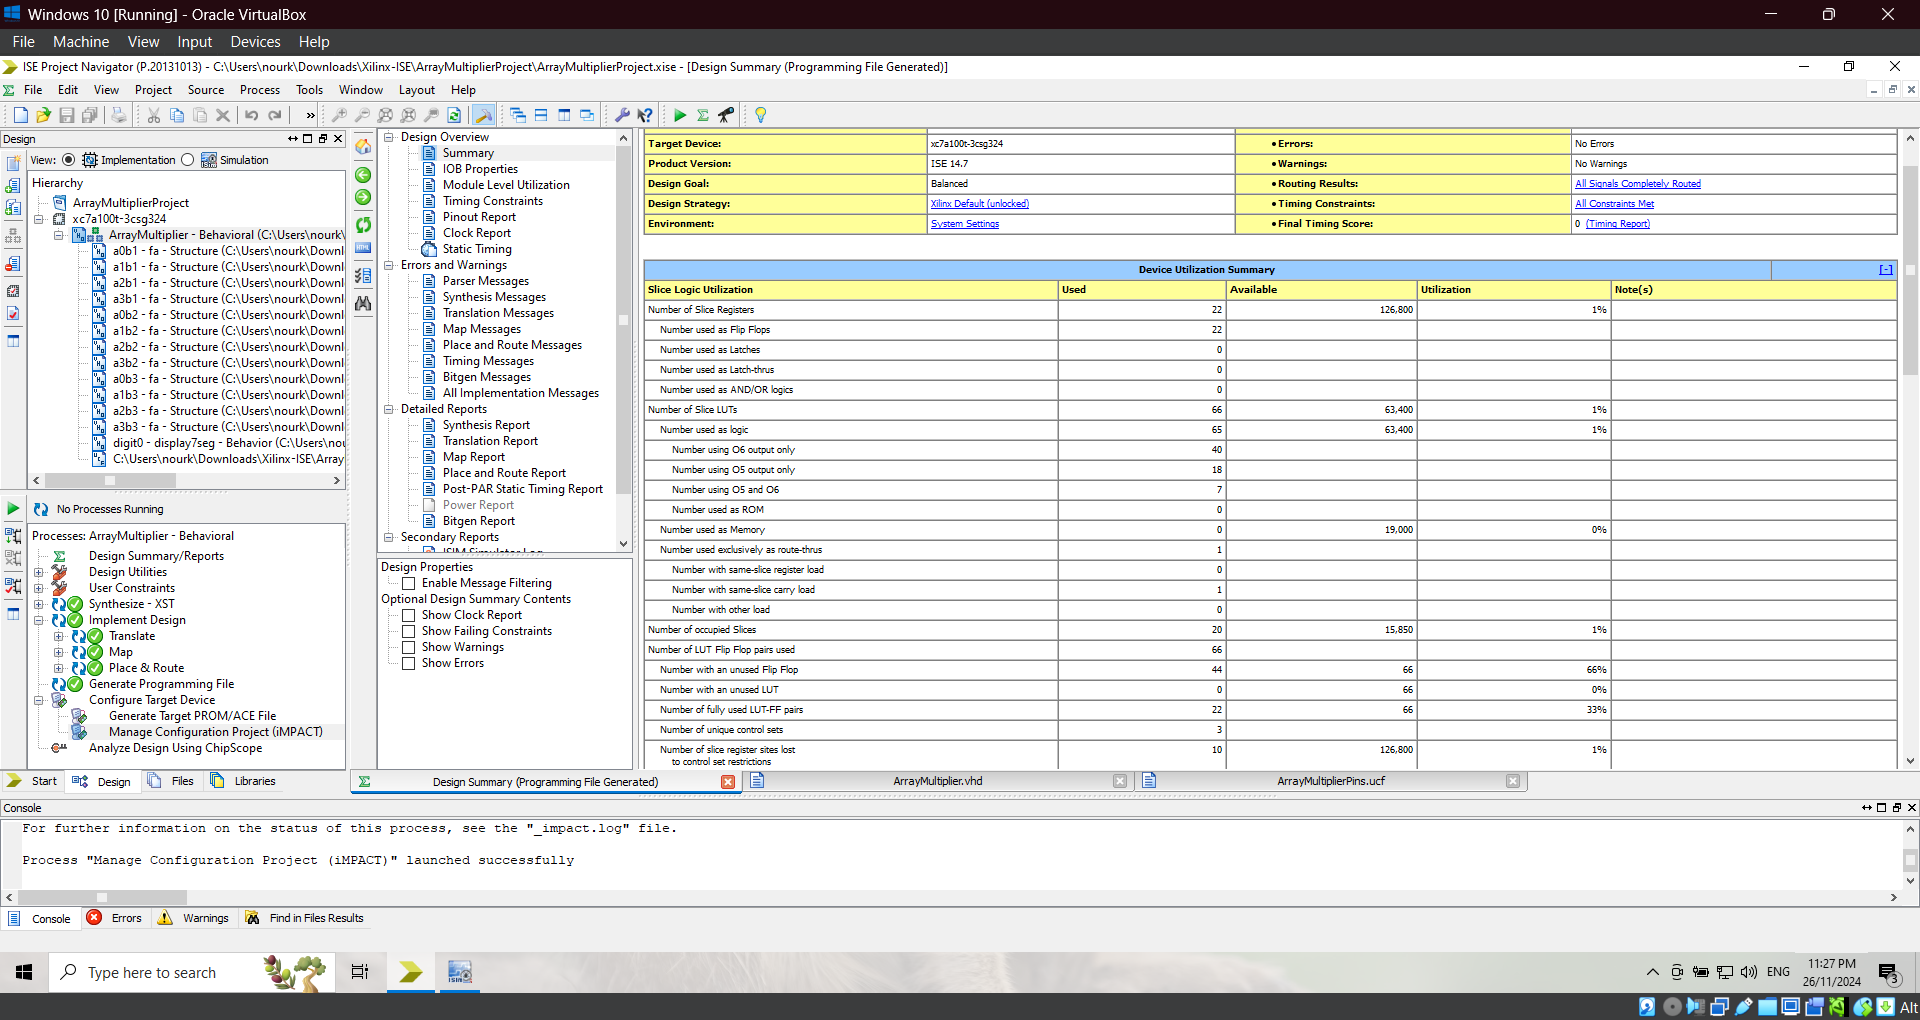 Windows 10 [Running] - Oracle VirtualBox
File Machine View Input Devices Help
ISE Project Navigator (P.20131013) - C:\Users\nourk\Downloads\Xilinx-ISE\ArrayMultiplierProject\ArrayMultiplierProject.xise - [Design Summary (Programming File Generated)]
File Edit View Project Source Process Tools Window Layout Help
Design
View: Implementation Simulation
Hierarchy
ArrayMultiplierProject
xc7a100t-3csg324
ArrayMultiplier - Behavioral (C:\Users\nourk\
a0b1 - fa - Structure (C:\Users\nourk\Downl
a1b1 - fa - Structure (C:\Users\nourk\Downl
a2b1 - fa - Structure (C:\Users\nourk\Downl
a3b1 - fa - Structure (C:\Users\nourk\Downl
a0b2 - fa - Structure (C:\Users\nourk\Downl
a1b2 - fa - Structure (C:\Users\nourk\Downl
a2b2 - fa - Structure (C:\Users\nourk\Downl
a3b2 - fa - Structure (C:\Users\nourk\Downl
a0b3 - fa - Structure (C:\Users\nourk\Downl
a1b3 - fa - Structure (C:\Users\nourk\Downl
a2b3 - fa - Structure (C:\Users\nourk\Downl
a3b3 - fa - Structure (C:\Users\nourk\Downl
digit0 - display7seg - Behavior (C:\Users\nou
C:\Users\nourk\Downloads\Xilinx-ISE\Array
No Processes Running
Processes: ArrayMultiplier - Behavioral
Design Summary/Reports
Design Utilities
User Constraints
Synthesize - XST
Implement Design
Translate
Map
Place & Route
Generate Programming File
Configure Target Device
Generate Target PROM/ACE File
Manage Configuration Project (iMPACT)
Analyze Design Using ChipScope
Start Design Files Libraries
Design Overview
Summary
IOB Properties
Module Level Utilization
Timing Constraints
Pinout Report
Clock Report
Static Timing
Errors and Warnings
Parser Messages
Synthesis Messages
Translation Messages
Map Messages
Place and Route Messages
Timing Messages
Bitgen Messages
All Implementation Messages
Detailed Reports
Synthesis Report
Translation Report
Map Report
Place and Route Report
Post-PAR Static Timing Report
Power Report
Bitgen Report
Secondary Reports
ISIM Simulator Log
Design Properties
Enable Message Filtering
Optional Design Summary Contents
Show Clock Report
Show Failing Constraints
Show Warnings
Show Errors
Target Device: xc7a100t-3csg324 • Errors: No Errors
Product Version: ISE 14.7 • Warnings: No Warnings
Design Goal: Balanced • Routing Results: All Signals Completely Routed
Design Strategy: Xilinx Default (unlocked) • Timing Constraints: All Constraints Met
Environment: System Settings • Final Timing Score: 0 (Timing Report)
Device Utilization Summary [-]
Slice Logic Utilization Used Available Utilization Note(s)
Number of Slice Registers 22 126,800 1%
Number used as Flip Flops 22
Number used as Latches 0
Number used as Latch-thrus 0
Number used as AND/OR logics 0
Number of Slice LUTs 66 63,400 1%
Number used as logic 65 63,400 1%
Number using O6 output only 40
Number using O5 output only 18
Number using O5 and O6 7
Number used as ROM 0
Number used as Memory 0 19,000 0%
Number used exclusively as route-thrus 1
Number with same-slice register load 0
Number with same-slice carry load 1
Number with other load 0
Number of occupied Slices 20 15,850 1%
Number of LUT Flip Flop pairs used 66
Number with an unused Flip Flop 44 66 66%
Number with an unused LUT 0 66 0%
Number of fully used LUT-FF pairs 22 66 33%
Number of unique control sets 3
Number of slice register sites lost to control set restrictions 10 126,800 1%
Design Summary (Programming File Generated) ArrayMultiplier.vhd ArrayMultiplierPins.ucf
Console
For further information on the status of this process, see the "_impact.log" file.
Process "Manage Configuration Project (iMPACT)" launched successfully
Console Errors Warnings Find in Files Results
Type here to search
ENG
11:27 PM
26/11/2024
3
Alt